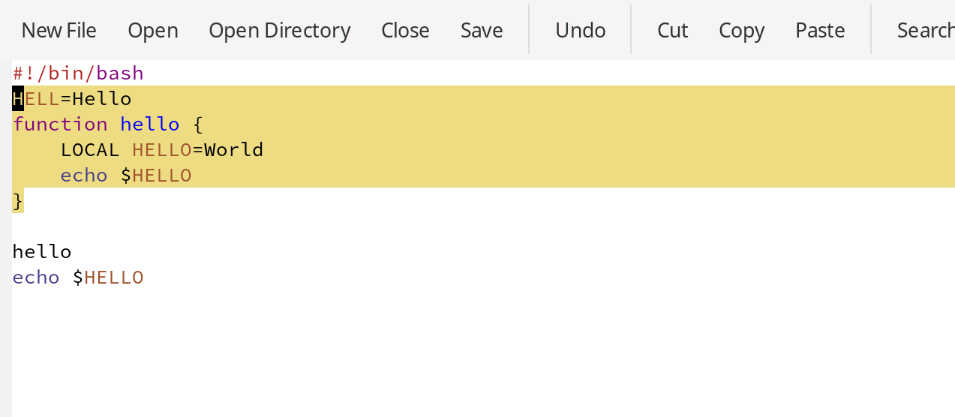 New File Open Open Directory Close Save Undo Cut Copy Paste Search
#!/bin/bash
HELL=Hello
function hello {
    LOCAL HELLO=World
    echo $HELLO
}
hello
echo $HELLO